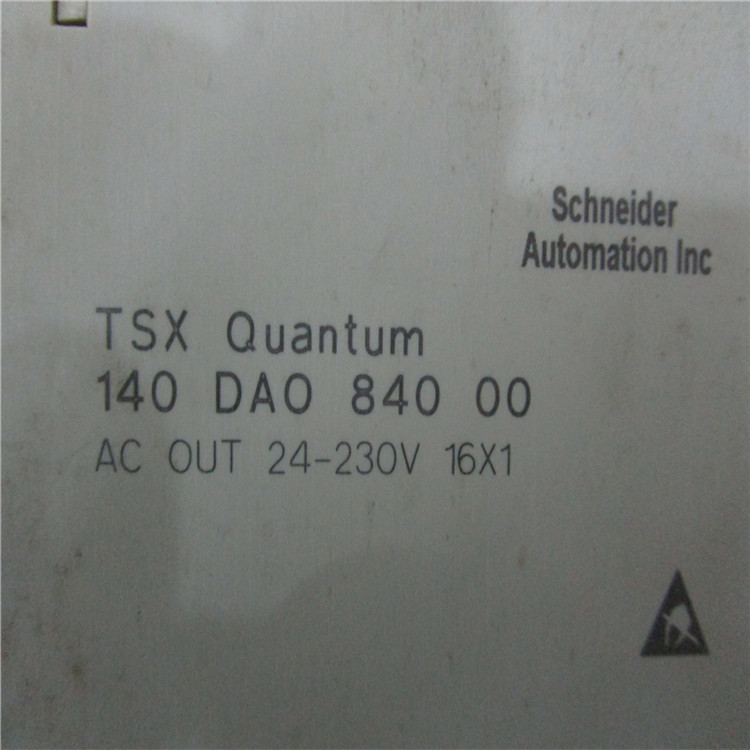 Schneider
Automation Inc
TSX Quantum
140 DAO 840 00
AC OUT 24-230V 16X1